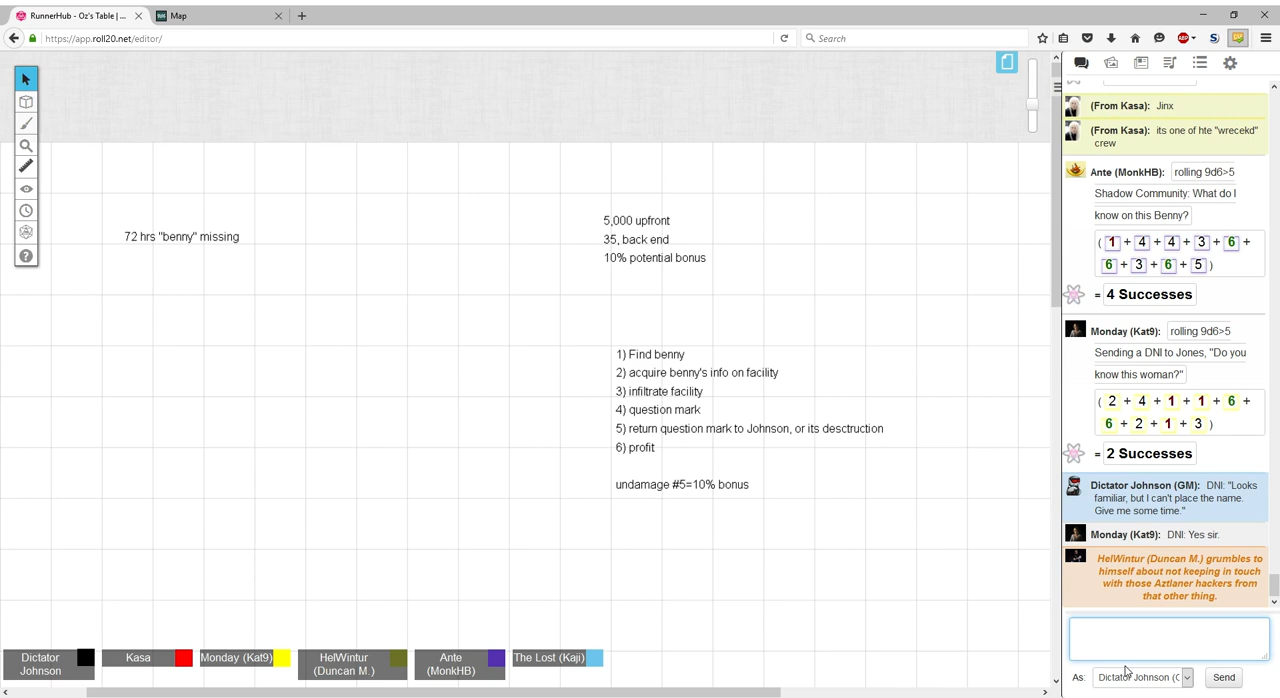 RunnerHub - Oz's Table | ...
Map
https://app.roll20.net/editor/
Search
ABP
S
72 hrs "benny" missing
5,000 upfront
35, back end
10% potential bonus
1) Find benny
2) acquire benny's info on facility
3) infiltrate facility
4) question mark
5) return question mark to Johnson, or its desctruction
6) profit
undamage #5=10% bonus
Dictator
Johnson
Kasa
Monday (Kat9)
HelWintur
(Duncan M.)
Ante
(MonkHB)
The Lost (Kaji)
(From Kasa): Jinx
(From Kasa): its one of hte "wrecekd"
crew
Ante (MonkHB): rolling 9d6>5
Shadow Community: What do I
know on this Benny?
( 1 + 4 + 4 + 3 + 6 +
6 + 3 + 6 + 5 )
= 4 Successes
Monday (Kat9): rolling 9d6>5
Sending a DNI to Jones, "Do you
know this woman?"
( 2 + 4 + 1 + 1 + 6 +
6 + 2 + 1 + 3 )
= 2 Successes
Dictator Johnson (GM): DNI: "Looks
familiar, but I can't place the name.
Give me some time."
Monday (Kat9): DNI: Yes sir.
HelWintur (Duncan M.) grumbles to
himself about not keeping in touch
with those Aztlaner hackers from
that other thing.
As: Dictator Johnson (G
Send